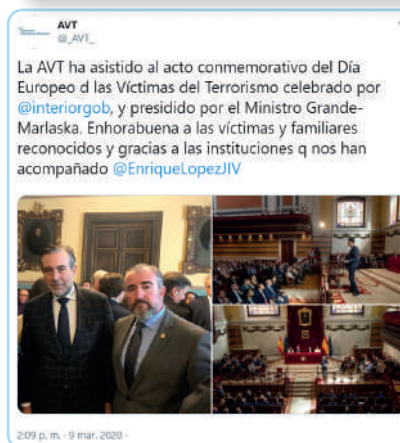 AVT
@_AVT_
La AVT ha asistido al acto conmemorativo del Día
Europeo d las Víctimas del Terrorismo celebrado por
@interiorgob, y presidido por el Ministro Grande-
Marlaska. Enhorabuena a las víctimas y familiares
reconocidos y gracias a las instituciones q nos han
acompañado @EnriqueLopezJIV
2:09 p. m. · 9 mar. 2020 ·